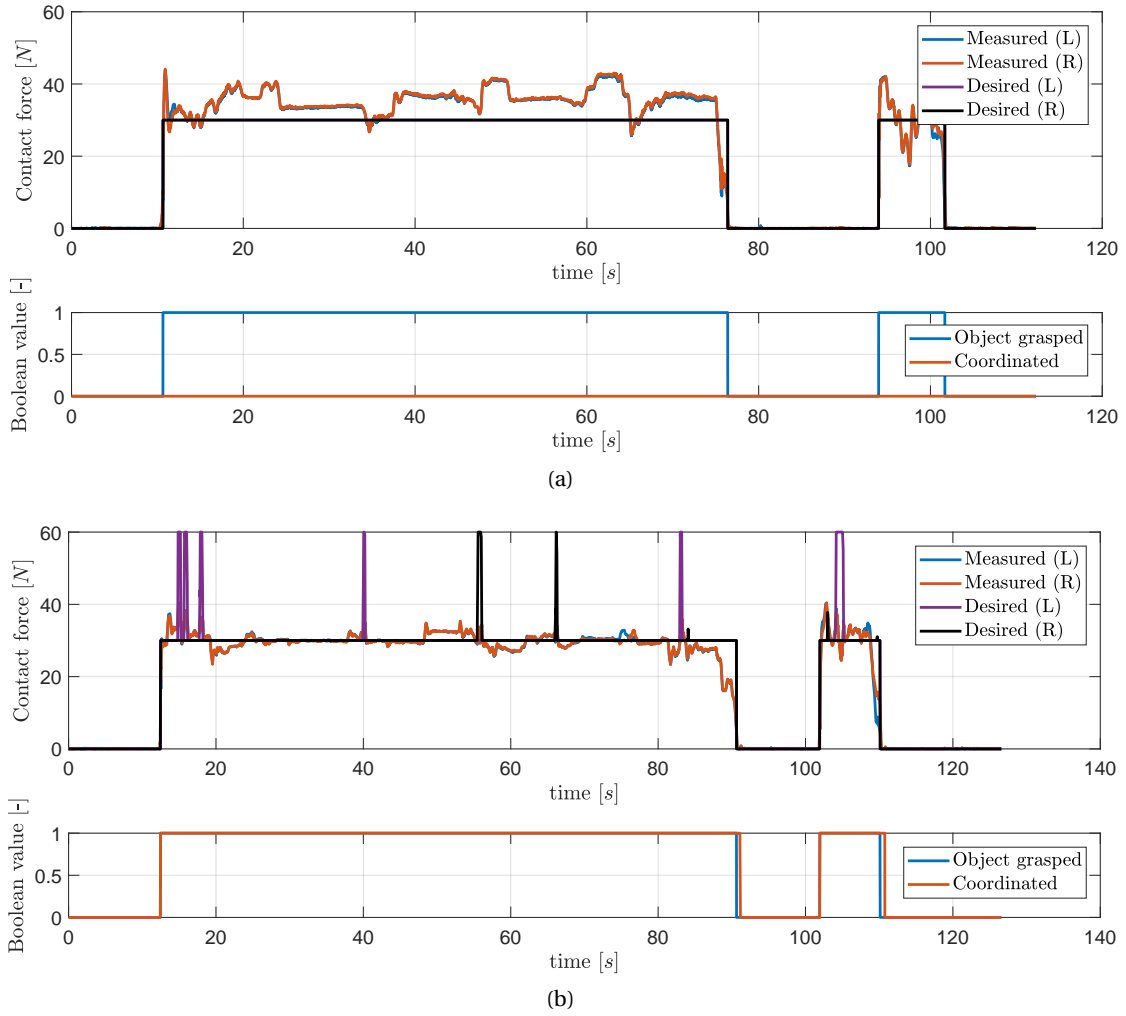 60
40
20
0
Contact force [N]
Measured (L)
Measured (R)
Desired (L)
Desired (R)
0 20 40 60 80 100 120
time [s]
1
0.5
0
Boolean value [-]
Object grasped
Coordinated
0 20 40 60 80 100 120
time [s]
(a)
60
40
20
0
Contact force [N]
Measured (L)
Measured (R)
Desired (L)
Desired (R)
0 20 40 60 80 100 120 140
time [s]
1
0.5
0
Boolean value [-]
Object grasped
Coordinated
0 20 40 60 80 100 120 140
time [s]
(b)